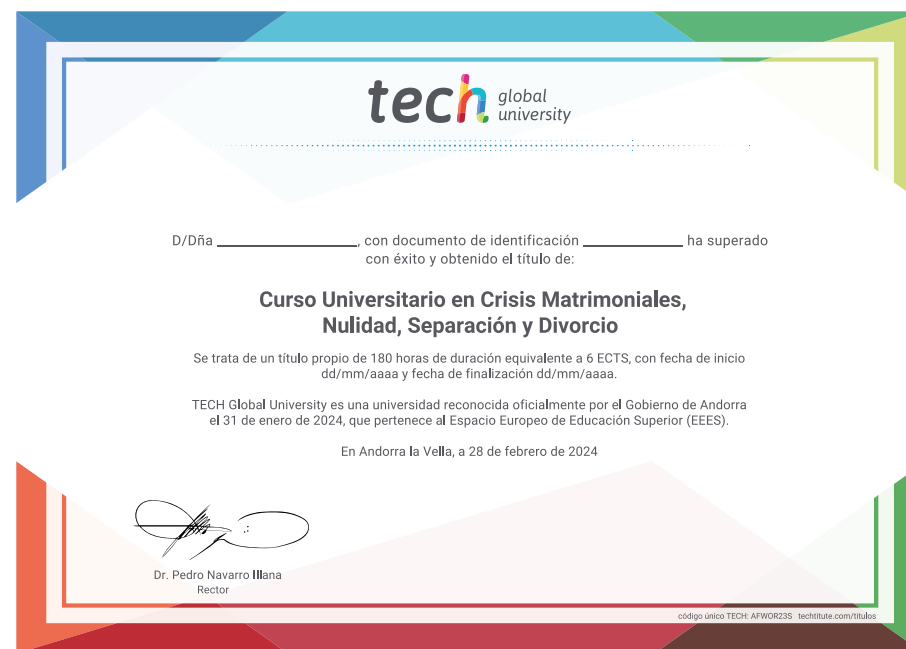 tech global university
D/Dña ____________________, con documento de identificación ______________ ha superado
con éxito y obtenido el título de:
Curso Universitario en Crisis Matrimoniales,
Nulidad, Separación y Divorcio
Se trata de un título propio de 180 horas de duración equivalente a 6 ECTS, con fecha de inicio
dd/mm/aaaa y fecha de finalización dd/mm/aaaa.
TECH Global University es una universidad reconocida oficialmente por el Gobierno de Andorra
el 31 de enero de 2024, que pertenece al Espacio Europeo de Educación Superior (EEES).
En Andorra la Vella, a 28 de febrero de 2024
Dr. Pedro Navarro Illana
Rector
código único TECH: AFWOR23S techtitute.com/titulos